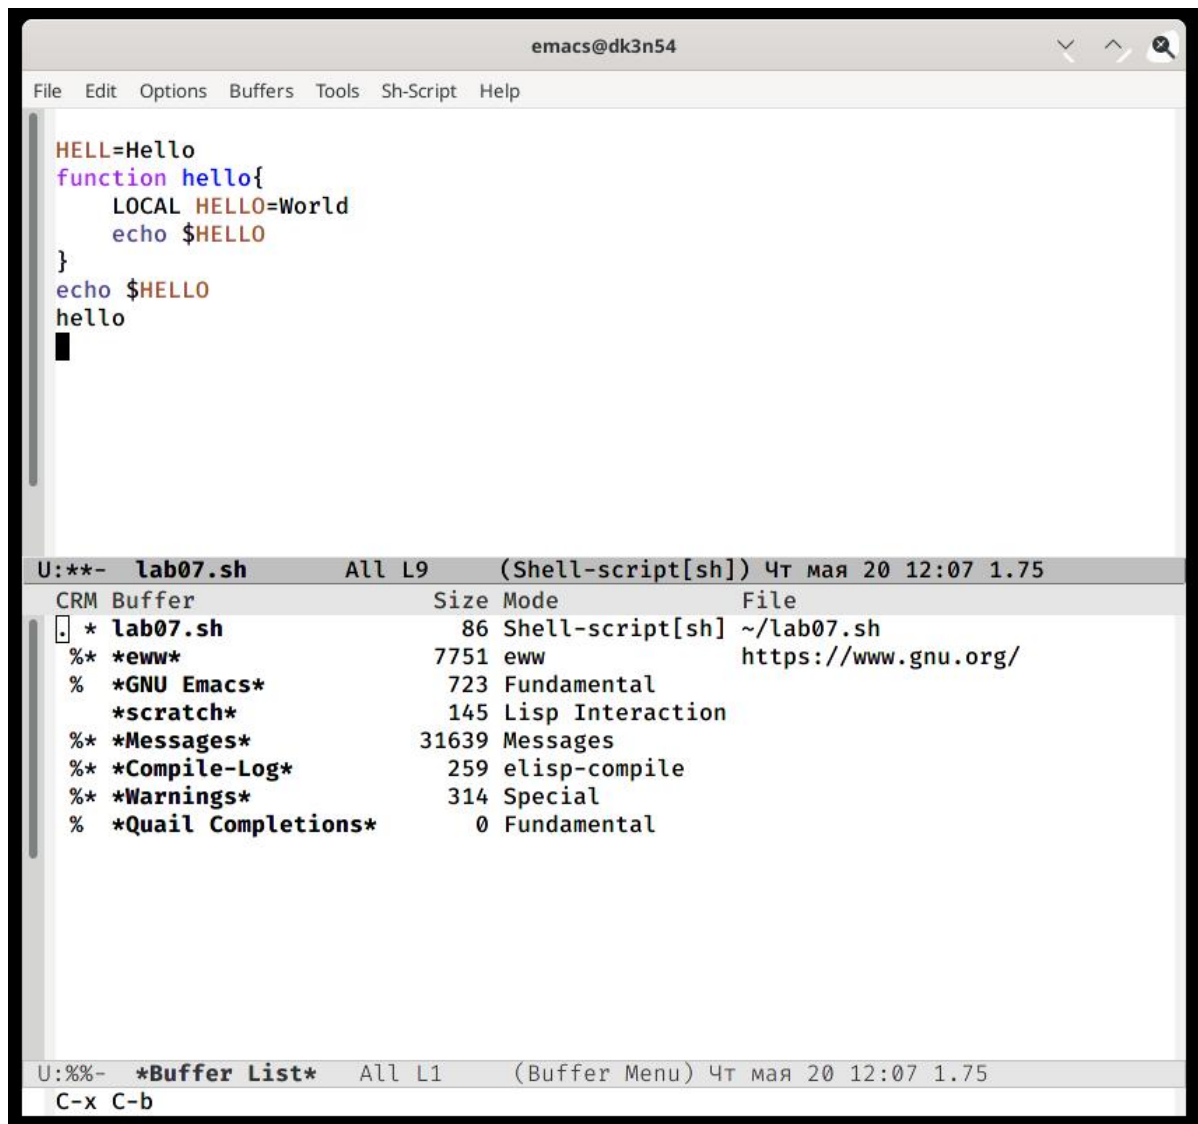 emacs@dk3n54
File Edit Options Buffers Tools Sh-Script Help
HELL=Hello
function hello{
    LOCAL HELLO=World
    echo $HELLO
}
echo $HELLO
hello
U:**-  lab07.sh       All L9     (Shell-script[sh]) Чт мая 20 12:07 1.75
CRM Buffer                 Size Mode             File
. * lab07.sh                 86 Shell-script[sh] ~/lab07.sh
 %* *eww*                  7751 eww              https://www.gnu.org/
 %  *GNU Emacs*             723 Fundamental
    *scratch*               145 Lisp Interaction
 %* *Messages*            31639 Messages
 %* *Compile-Log*           259 elisp-compile
 %* *Warnings*              314 Special
 %  *Quail Completions*       0 Fundamental
U:%%-  *Buffer List*   All L1     (Buffer Menu) Чт мая 20 12:07 1.75
C-x C-b